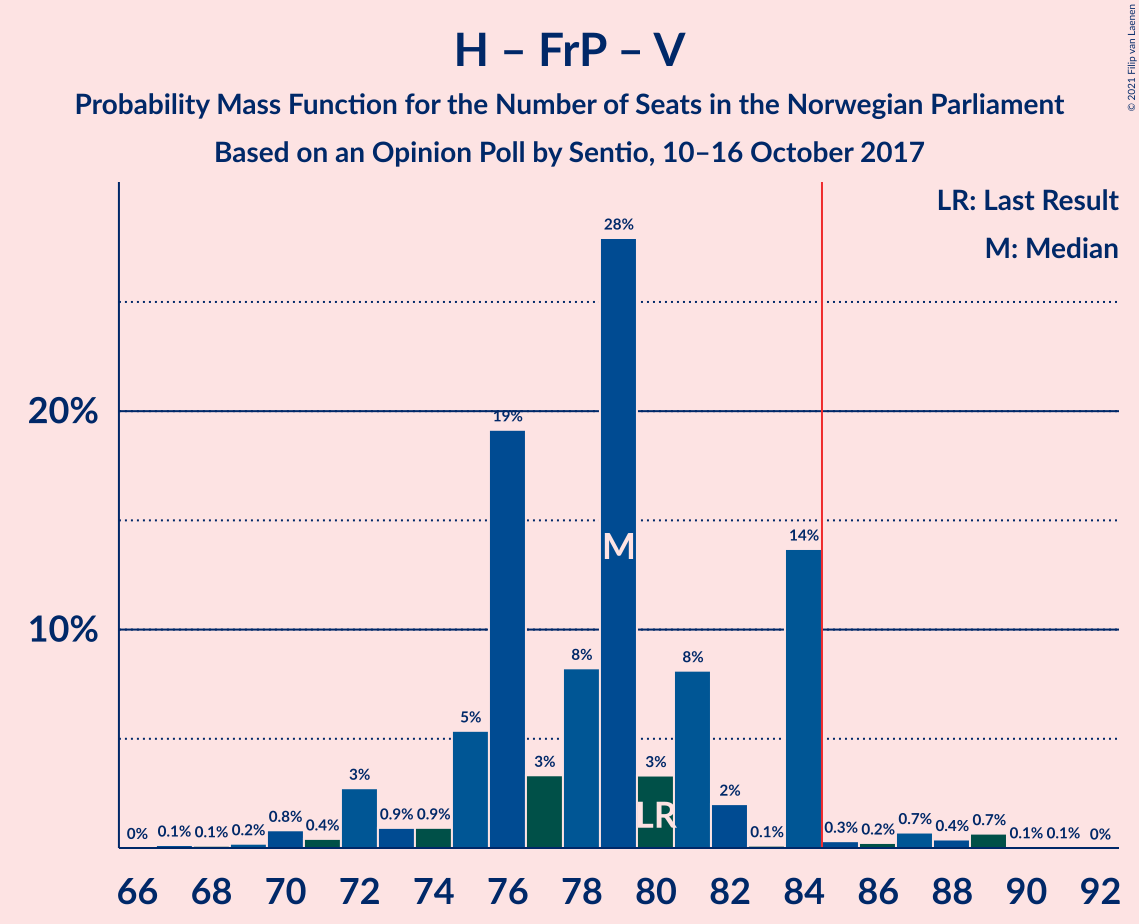 H – FrP – V
Probability Mass Function for the Number of Seats in the Norwegian Parliament
Based on an Opinion Poll by Sentio, 10–16 October 2017
© 2021 Filip van Laenen
LR: Last Result
M: Median
20%
10%
0% 0.1% 0.1% 0.2% 0.8% 0.4% 3% 0.9% 0.9% 5% 19% 3% 8% 28% 3% 8% 2% 0.1% 14% 0.3% 0.2% 0.7% 0.4% 0.7% 0.1% 0.1% 0%
M
LR
66 68 70 72 74 76 78 80 82 84 86 88 90 92